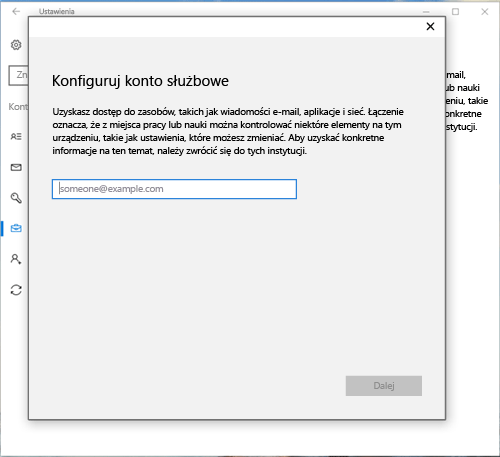 Ustawienia
Zn
Kont
Konfiguruj konto służbowe
Uzyskasz dostęp do zasobów, takich jak wiadomości e-mail, aplikacje i sieć. Łączenie
oznacza, że z miejsca pracy lub nauki można kontrolować niektóre elementy na tym
urządzeniu, takie jak ustawienia, które możesz zmieniać. Aby uzyskać konkretne
informacje na ten temat, należy zwrócić się do tych instytucji.
someone@example.com
Dalej
mail,
ub nauki
eniu, takie
nkretne
stytucji.